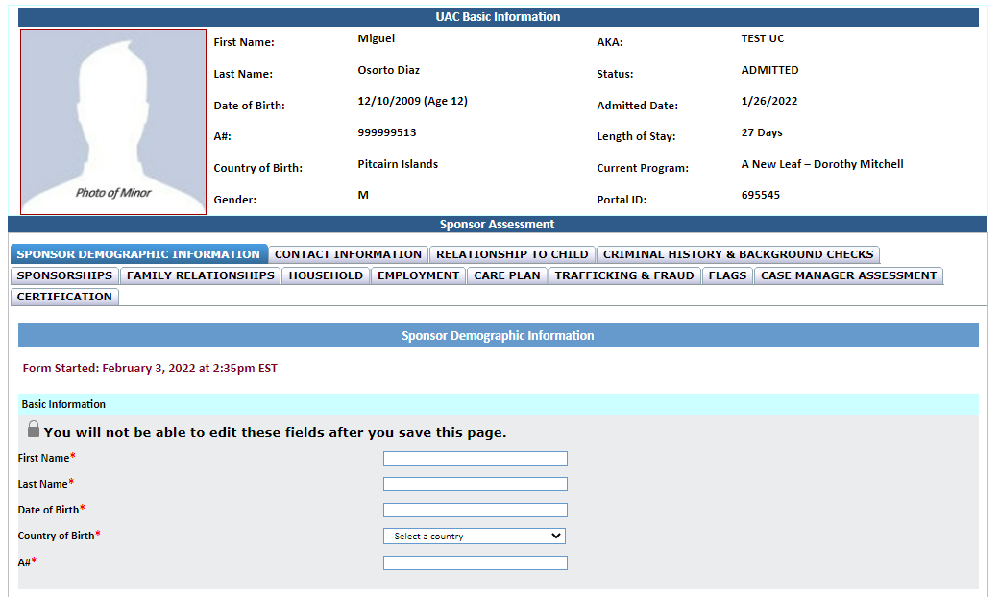 UAC Basic Information
First Name: Miguel AKA: TEST UC
Last Name: Osorto Diaz Status: ADMITTED
Date of Birth: 12/10/2009 (Age 12) Admitted Date: 1/26/2022
A#: 999999513 Length of Stay: 27 Days
Country of Birth: Pitcairn Islands Current Program: A New Leaf – Dorothy Mitchell
Photo of Minor
Gender: M Portal ID: 695545
Sponsor Assessment
SPONSOR DEMOGRAPHIC INFORMATION CONTACT INFORMATION RELATIONSHIP TO CHILD CRIMINAL HISTORY & BACKGROUND CHECKS
SPONSORSHIPS FAMILY RELATIONSHIPS HOUSEHOLD EMPLOYMENT CARE PLAN TRAFFICKING & FRAUD FLAGS CASE MANAGER ASSESSMENT
CERTIFICATION
Sponsor Demographic Information
Form Started: February 3, 2022 at 2:35pm EST
Basic Information
You will not be able to edit these fields after you save this page.
First Name*
Last Name*
Date of Birth*
Country of Birth* --Select a country --
A#*